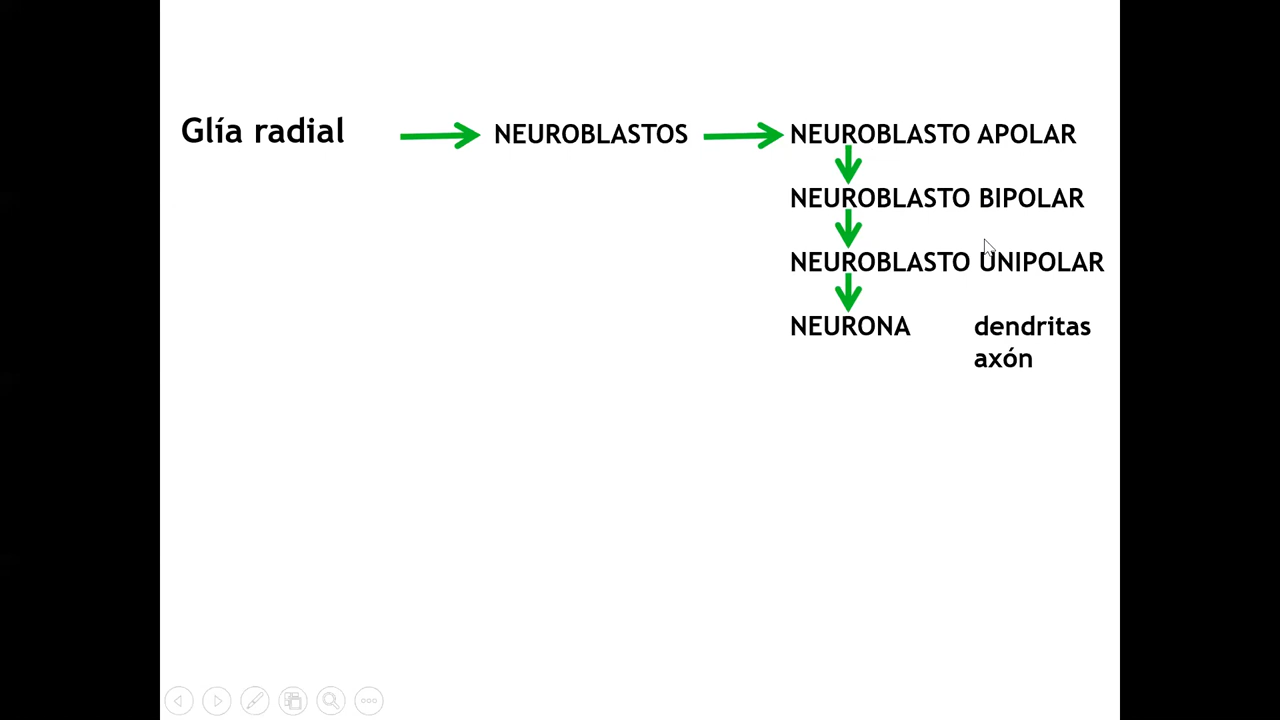 Glía radial
NEUROBLASTOS
NEUROBLASTO APOLAR
NEUROBLASTO BIPOLAR
NEUROBLASTO UNIPOLAR
NEURONA dendritas
axón